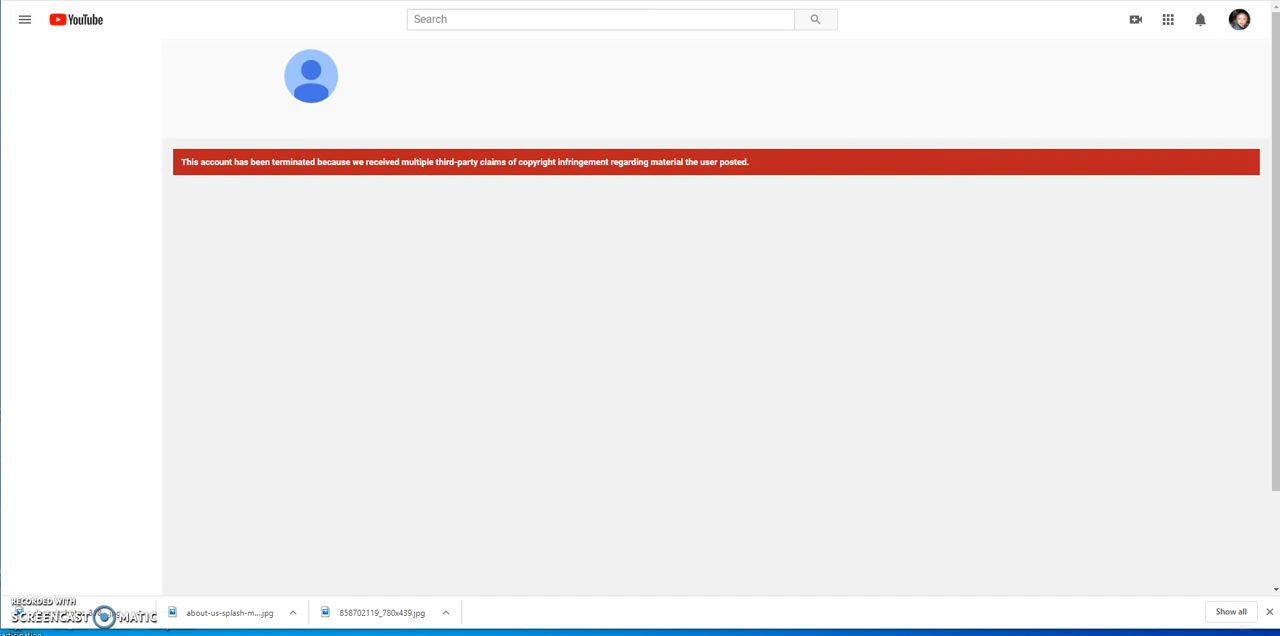 YouTube
Search
This account has been terminated because we received multiple third-party claims of copyright infringement regarding material the user posted.
RECORDED WITH
SCREENCAST MATIC
about-us-splash-m....jpg
858702119_780x439.jpg
Show all